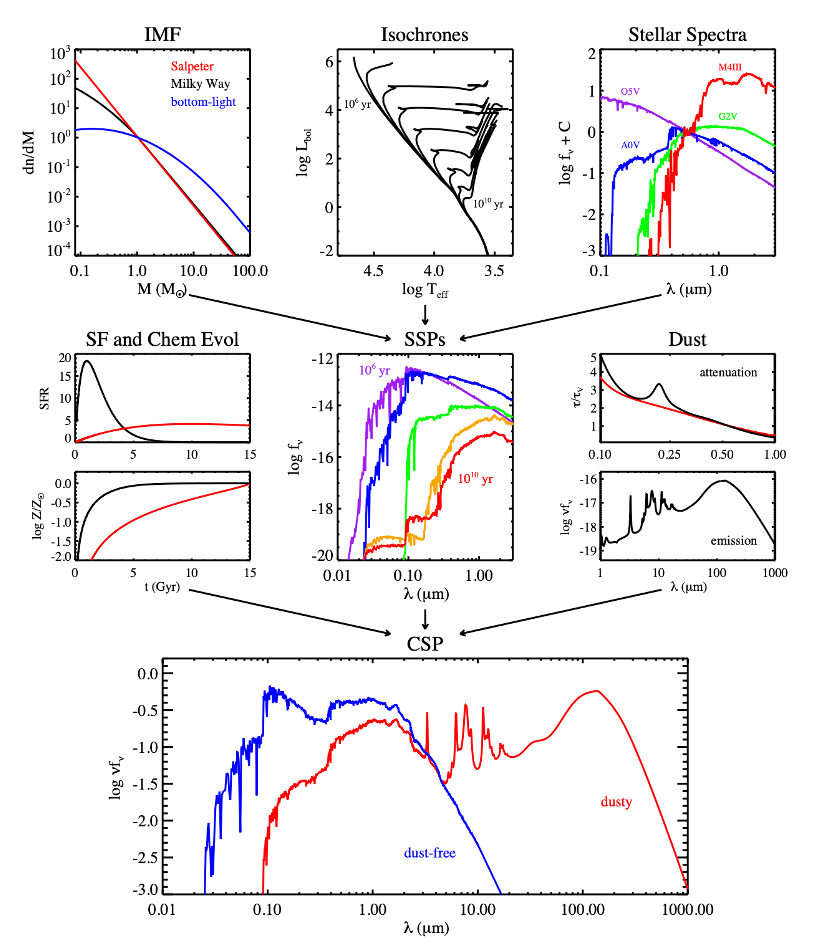 IMF
Isochrones
Stellar Spectra
10³
10²
10¹
10⁰
10⁻¹
10⁻²
10⁻³
10⁻⁴
dn/dM
Salpeter
Milky Way
bottom-light
0.1 1.0 10.0 100.0
M (M☉)
6
4
2
0
-2
log L_bol
10⁶ yr
10¹⁰ yr
4.5 4.0 3.5
log T_eff
2
1
0
-1
-2
-3
log f_ν + C
O5V
M4III
G2V
A0V
0.1 1.0
λ (μm)
SF and Chem Evol
SSPs
Dust
20
15
10
5
0
SFR
0 5 10 15
0.0
-0.5
-1.0
-1.5
-2.0
log Z/Z☉
0 5 10 15
t (Gyr)
-12
-14
-16
-18
-20
log f_ν
10⁶ yr
10¹⁰ yr
0.01 0.10 1.00
λ (μm)
5
4
3
2
1
τ/τ_V
attenuation
0.10 0.25 0.50 1.00
-16
-17
-18
-19
log νf_ν
emission
1 10 100 1000
λ (μm)
CSP
0.0
-0.5
-1.0
-1.5
-2.0
-2.5
-3.0
log νf_ν
dusty
dust-free
0.01 0.10 1.00 10.00 100.00 1000.00
λ (μm)